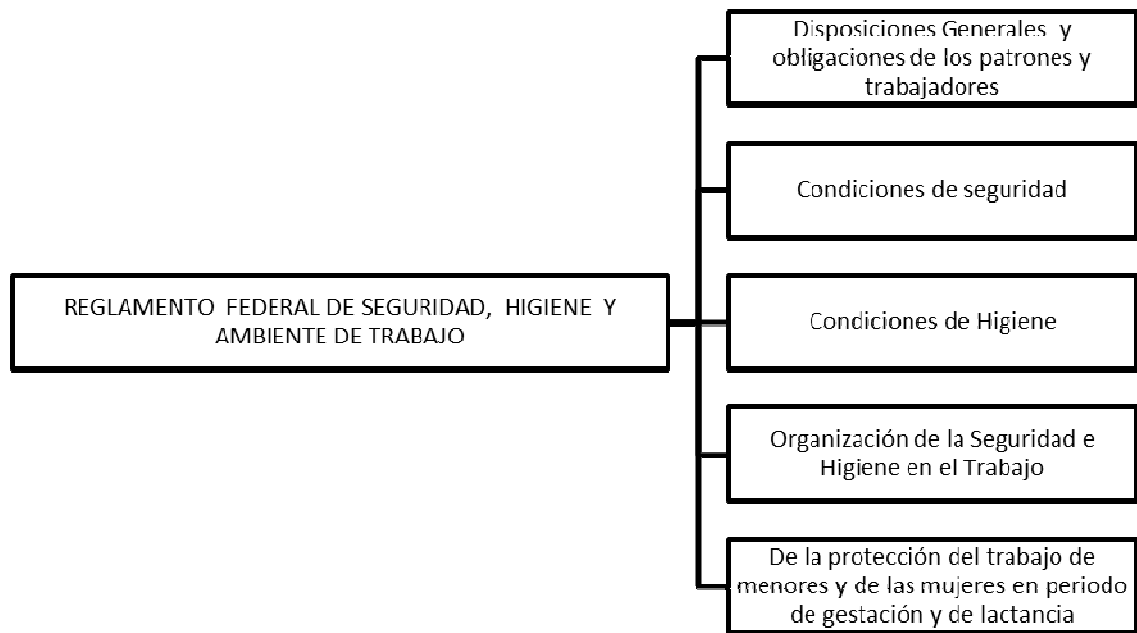 Disposiciones Generales y
obligaciones de los patrones y
trabajadores
Condiciones de seguridad
REGLAMENTO FEDERAL DE SEGURIDAD, HIGIENE Y
AMBIENTE DE TRABAJO
Condiciones de Higiene
Organización de la Seguridad e
Higiene en el Trabajo
De la protección del trabajo de
menores y de las mujeres en periodo
de gestación y de lactancia